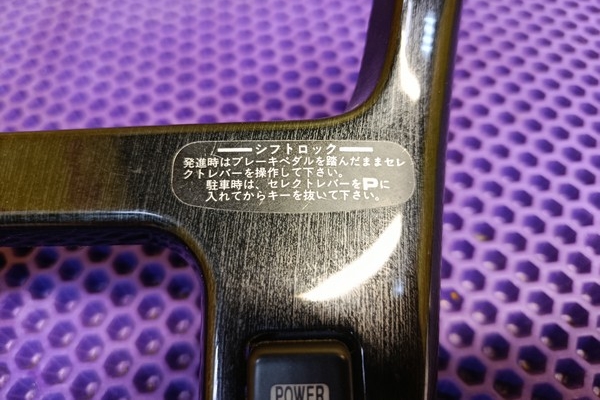 シフトロック
発進時はブレーキペダルを踏んだままセレ
クトレバーを操作して下さい。
駐車時は、セレクトレバーをPに
入れてからキーを抜いて下さい。
POWER